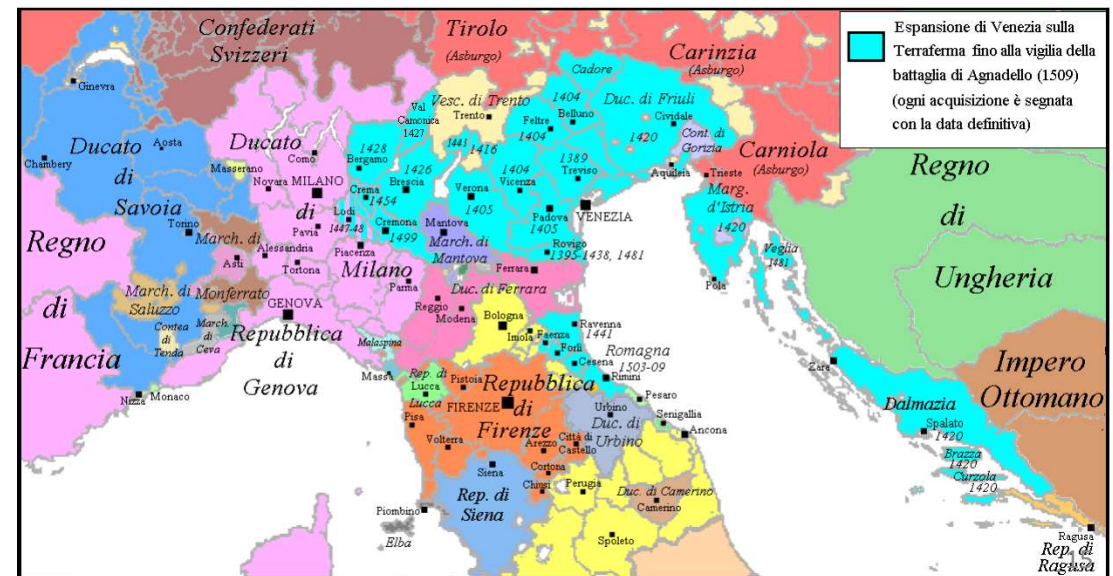 Espansione di Venezia sulla
Terraferma fino alla vigilia della
battaglia di Agnadello (1509)
(ogni acquisizione è segnata
con la data definitiva)
Confederati
Svizzeri
Tirolo
(Asburgo)
Carinzia
(Asburgo)
Carniola
(Asburgo)
Ginevra
Chambery
Aosta
Ducato
di
Savoia
Masserano
Novara
Torino
Ducato
di
Milano
Como
MILANO
Pavia
Lodi
1447-48
Piacenza
Alessandria
Tortona
Asti
Parma
March. di
Monferrato
March. di
Saluzzo
Contea
di
Tenda
March.
di
Ceva
Regno
di
Francia
Nizza
Monaco
GENOVA
Repubblica
di
Genova
Malaspina
Massa
Val
Camonica
1427
1428
Bergamo
Crema
1454
1426
Brescia
Cremona
1499
Vesc. di Trento
Trento
1441
1416
Verona
1405
1404
Vicenza
Padova
1405
Feltre
1404
Cadore
1404
Belluno
1389
Treviso
VENEZIA
Rovigo
1395-1438, 1481
Duc. di Friuli
Cividale
1420
Cont. di
Gorizia
Aquileia
Trieste
Marg.
d'Istria
1420
Pola
Veglia
1481
Mantova
March. di
Mantova
Ferrara
Duc. di Ferrara
Reggio
Modena
Bologna
Imola
Faenza
Forlì
Cesena
Rimini
Ravenna
1441
Romagna
1503-09
Pesaro
Senigallia
Ancona
Urbino
Duc. di
Urbino
Rep. di
Lucca
Lucca
Pistoia
FIRENZE
Repubblica
di
Firenze
Pisa
Volterra
Arezzo
Città di
Castello
Cortona
Chiusi
Siena
Rep. di
Siena
Piombino
Elba
Perugia
Duc. di Camerino
Camerino
Spoleto
Regno
di
Ungheria
Impero
Ottomano
Zara
Dalmazia
Spalato
1420
Brazza
1420
Curzola
1420
Ragusa
Rep. di
Ragusa
15